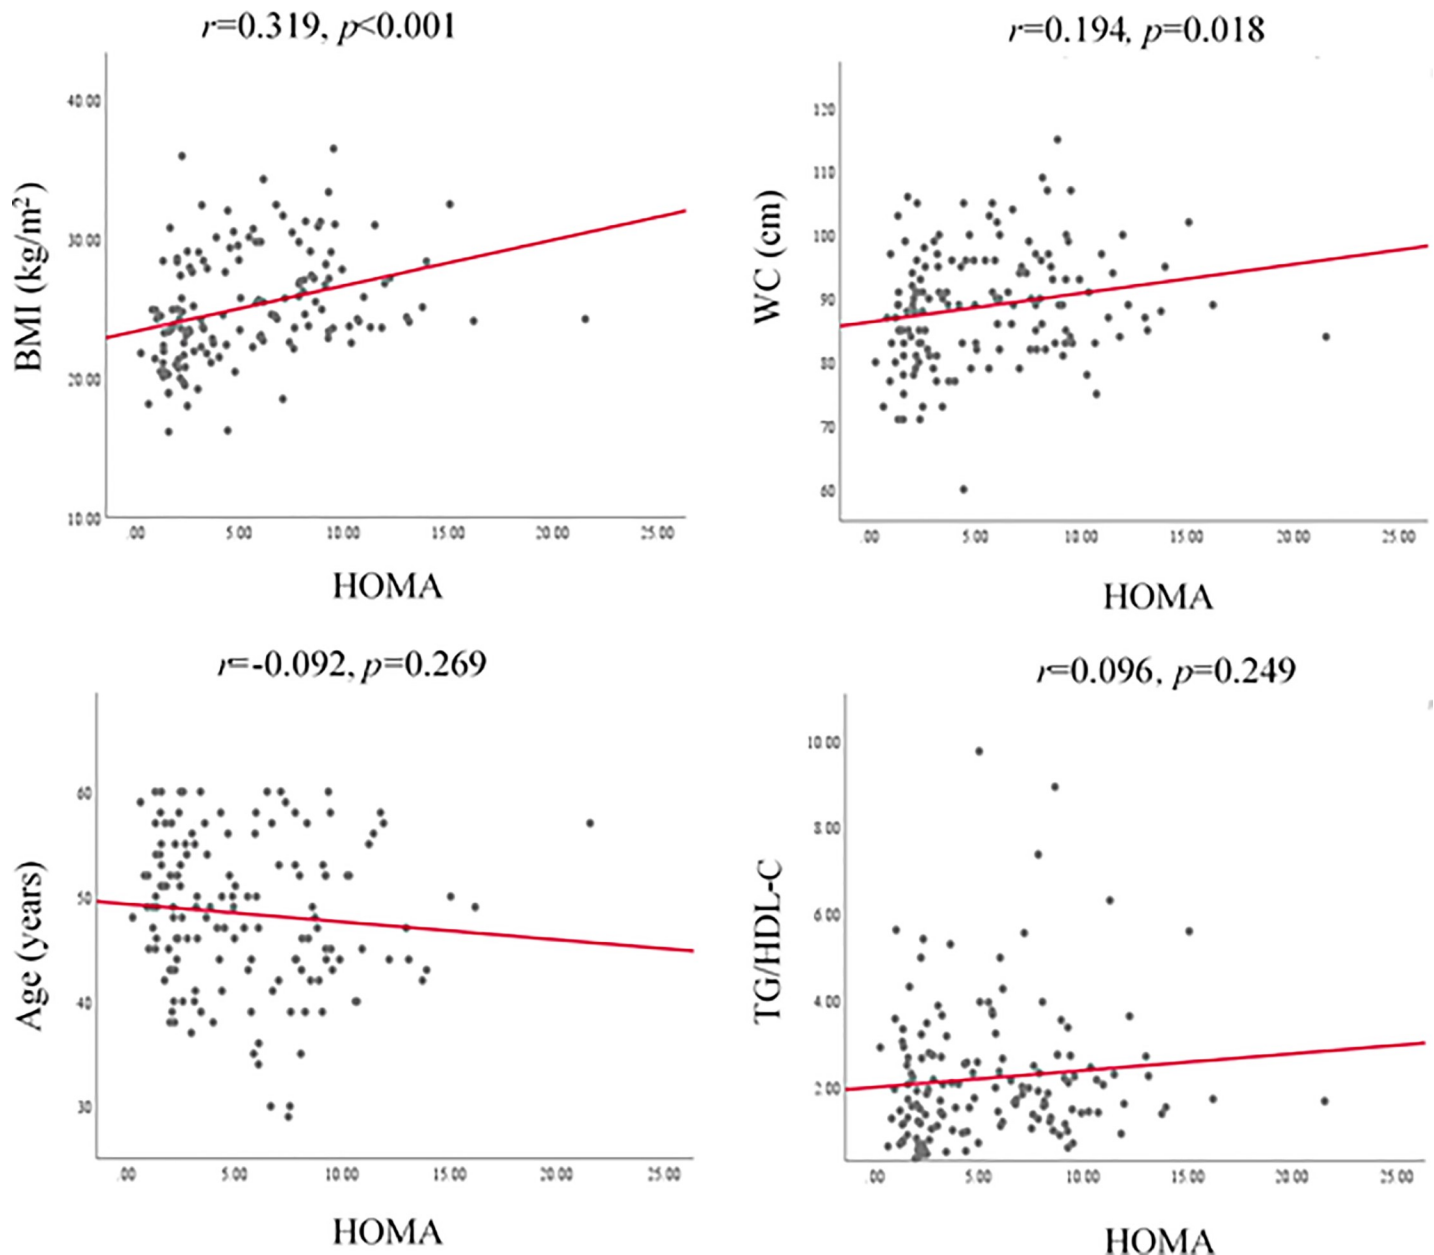 r=0.319, p<0.001
BMI (kg/m²)
40.00
30.00
20.00
10.00
.00 5.00 10.00 15.00 20.00 25.00
HOMA
r=0.194, p=0.018
WC (cm)
120
110
100
90
80
70
60
.00 5.00 10.00 15.00 20.00 25.00
HOMA
r=-0.092, p=0.269
Age (years)
60
50
40
30
.00 5.00 10.00 15.00 20.00 25.00
HOMA
r=0.096, p=0.249
TG/HDL-C
10.00
8.00
6.00
4.00
2.00
.00 5.00 10.00 15.00 20.00 25.00
HOMA